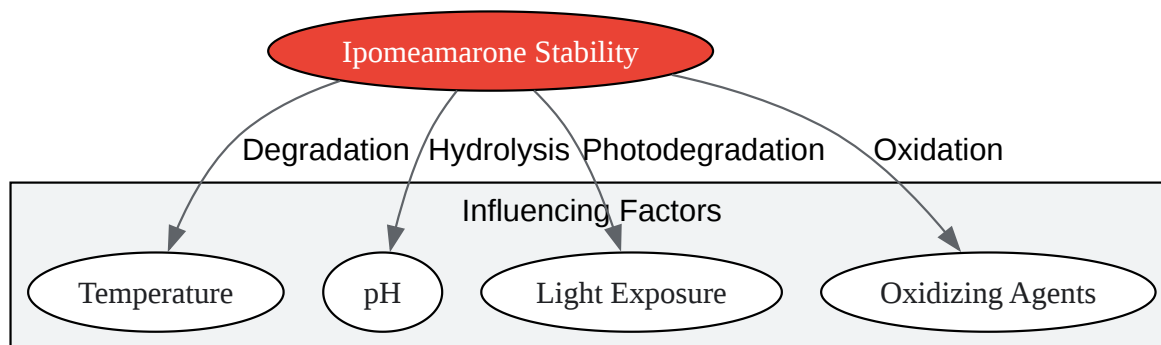 Ipomeamarone Stability
Degradation
Hydrolysis
Photodegradation
Oxidation
Influencing Factors
Temperature
pH
Light Exposure
Oxidizing Agents